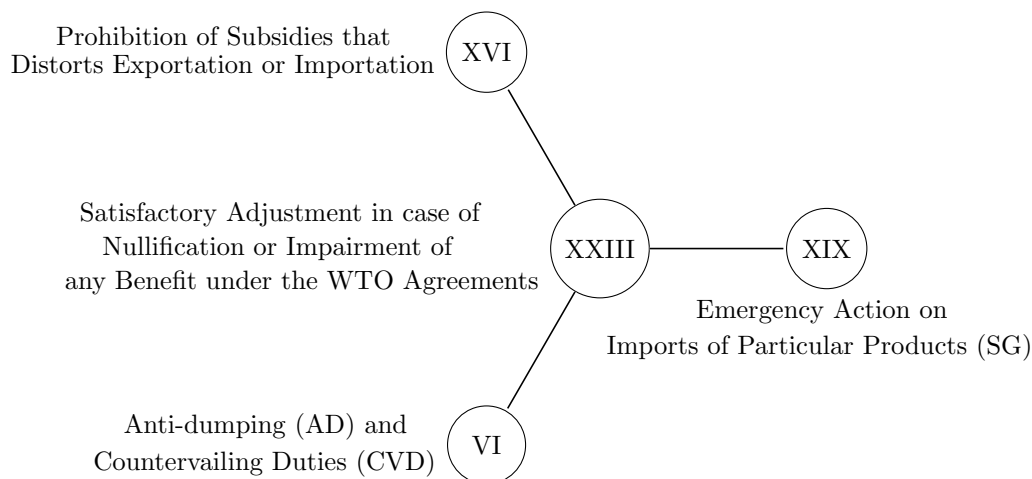 Prohibition of Subsidies that
Distorts Exportation or Importation
XVI
Satisfactory Adjustment in case of
Nullification or Impairment of
any Benefit under the WTO Agreements
XXIII
XIX
Emergency Action on
Imports of Particular Products (SG)
Anti-dumping (AD) and
Countervailing Duties (CVD)
VI